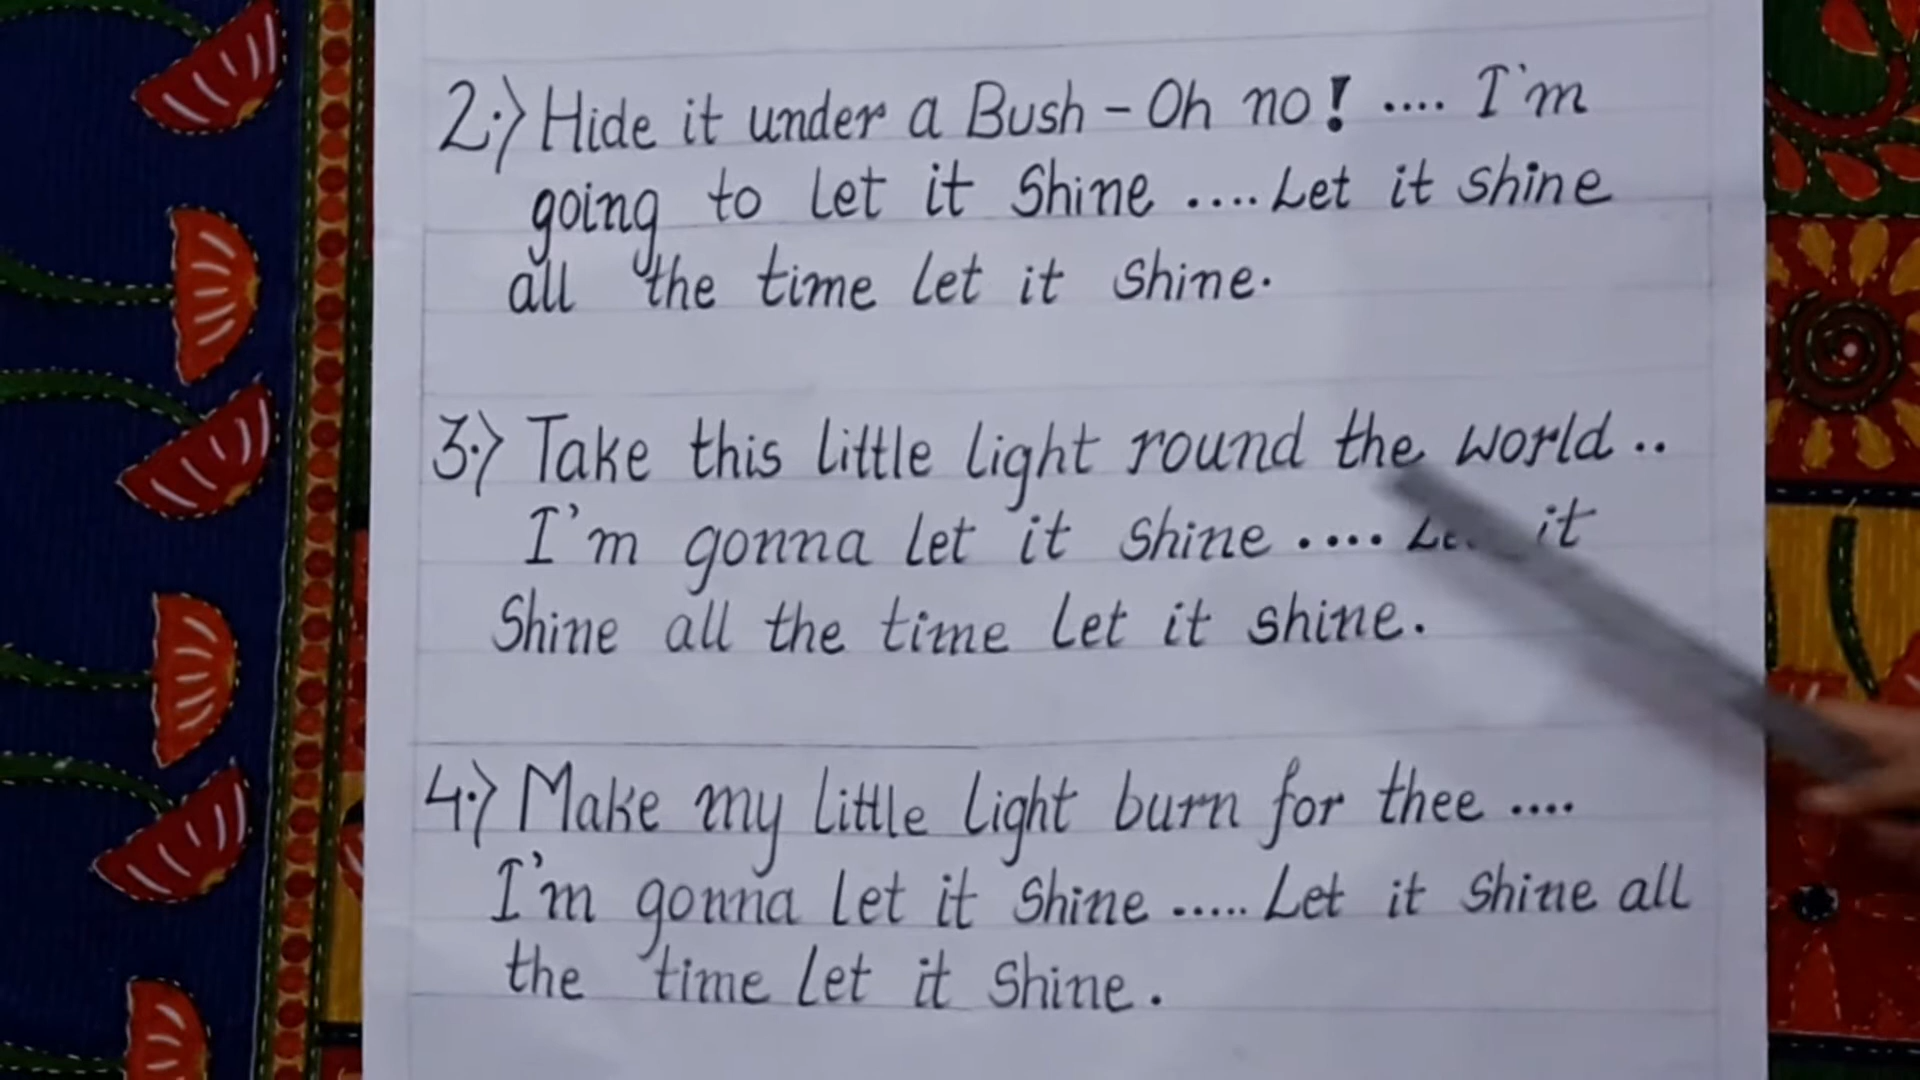 2.) Hide it under a Bush - Oh no! .... I'm
going to let it Shine .... Let it shine
all the time let it shine.
3.) Take this little light round the world ..
I'm gonna let it shine .... it
Shine all the time let it shine.
4.) Make my little light burn for thee ....
I'm gonna let it shine ..... Let it shine all
the time let it shine.